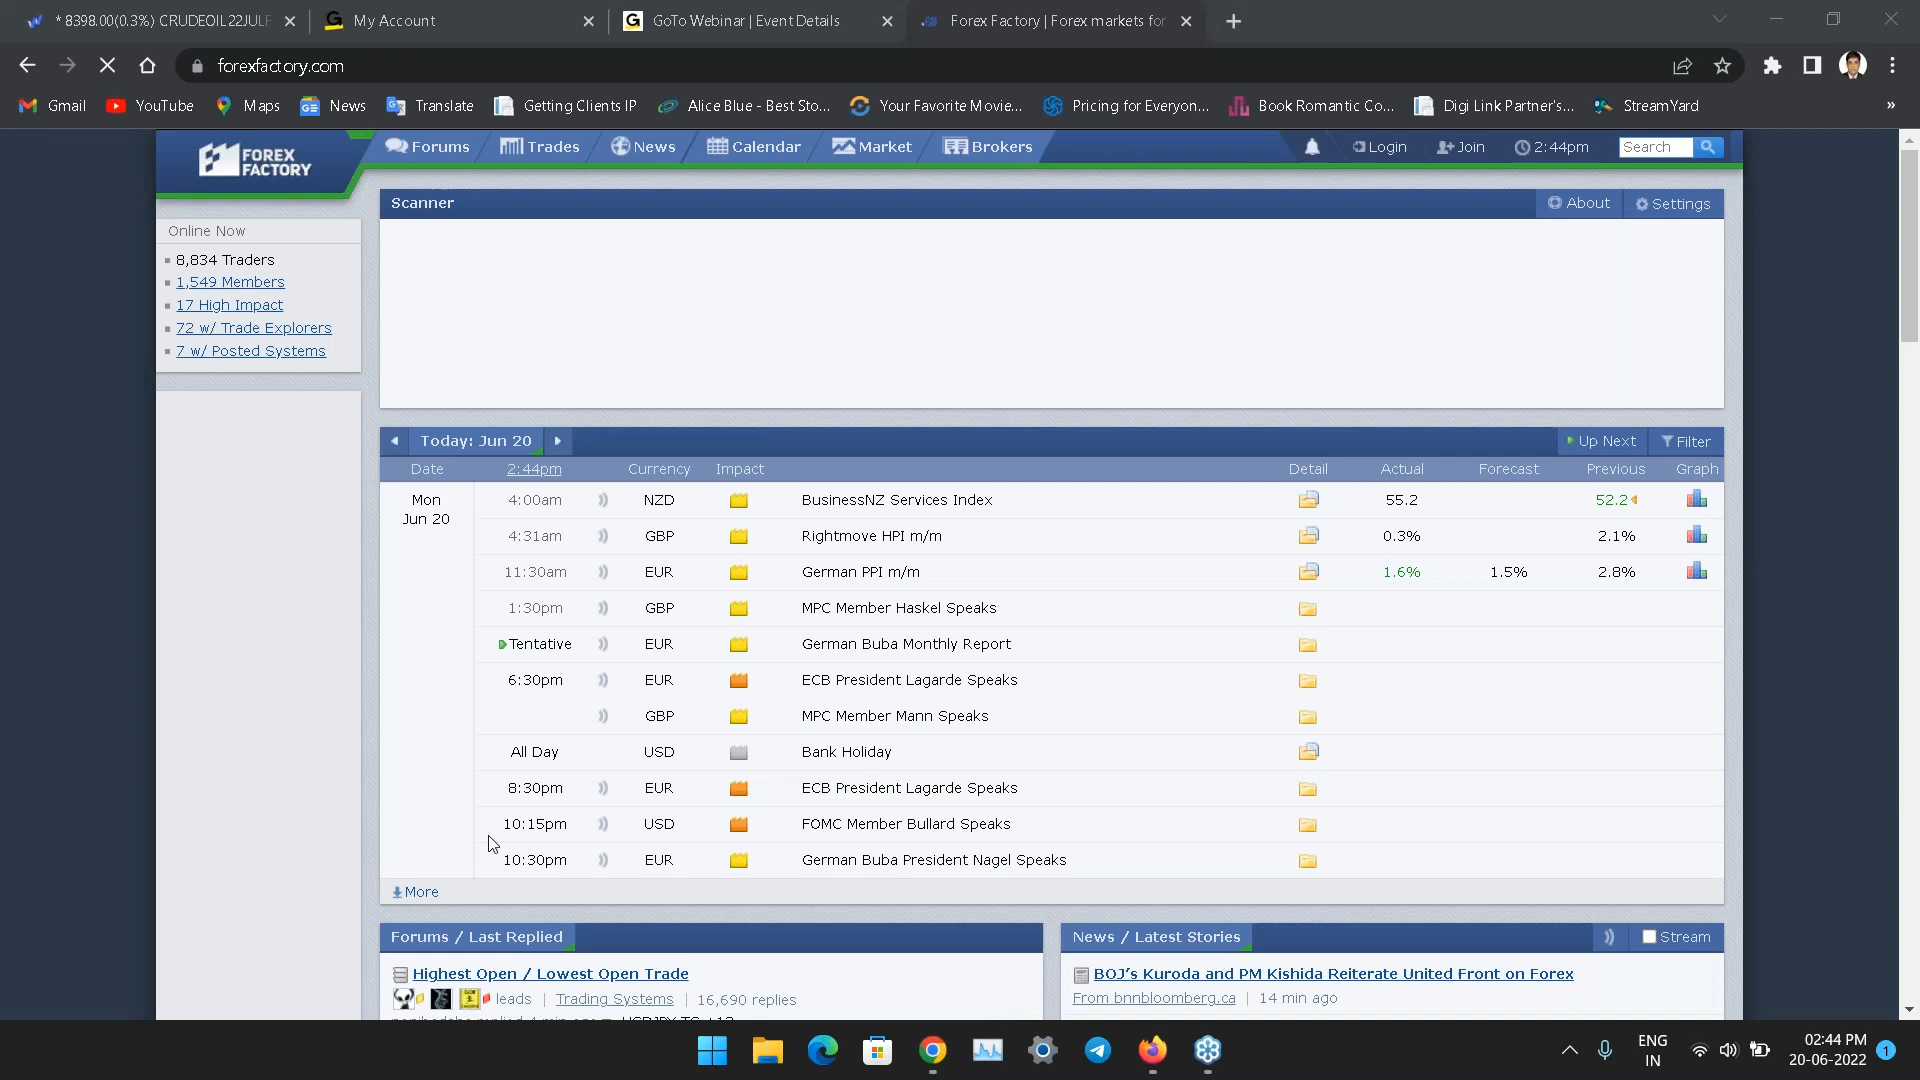 * 8398.00(0.3%) CRUDEOIL22JULF
My Account
GoTo Webinar | Event Details
Forex Factory | Forex markets for
forexfactory.com
Gmail
YouTube
Maps
News
Translate
Getting Clients IP
Alice Blue - Best Sto...
Your Favorite Movie...
Pricing for Everyon...
Book Romantic Co...
Digi Link Partner's...
StreamYard
»
FOREX
FACTORY
Forums
Trades
News
Calendar
Market
Brokers
Login
Join
2:44pm
Search
Online Now
8,834 Traders
1,549 Members
17 High Impact
72 w/ Trade Explorers
7 w/ Posted Systems
Scanner
About
Settings
Today: Jun 20
Up Next
Filter
Date 2:44pm Currency Impact Detail Actual Forecast Previous Graph
Mon
Jun 20
4:00am NZD BusinessNZ Services Index 55.2 52.2
4:31am GBP Rightmove HPI m/m 0.3% 2.1%
11:30am EUR German PPI m/m 1.6% 1.5% 2.8%
1:30pm GBP MPC Member Haskel Speaks
Tentative EUR German Buba Monthly Report
6:30pm EUR ECB President Lagarde Speaks
GBP MPC Member Mann Speaks
All Day USD Bank Holiday
8:30pm EUR ECB President Lagarde Speaks
10:15pm USD FOMC Member Bullard Speaks
10:30pm EUR German Buba President Nagel Speaks
More
Forums / Last Replied
Highest Open / Lowest Open Trade
leads | Trading Systems | 16,690 replies
News / Latest Stories
Stream
BOJ's Kuroda and PM Kishida Reiterate United Front on Forex
From bnnbloomberg.ca | 14 min ago
ENG
IN
02:44 PM
20-06-2022
1